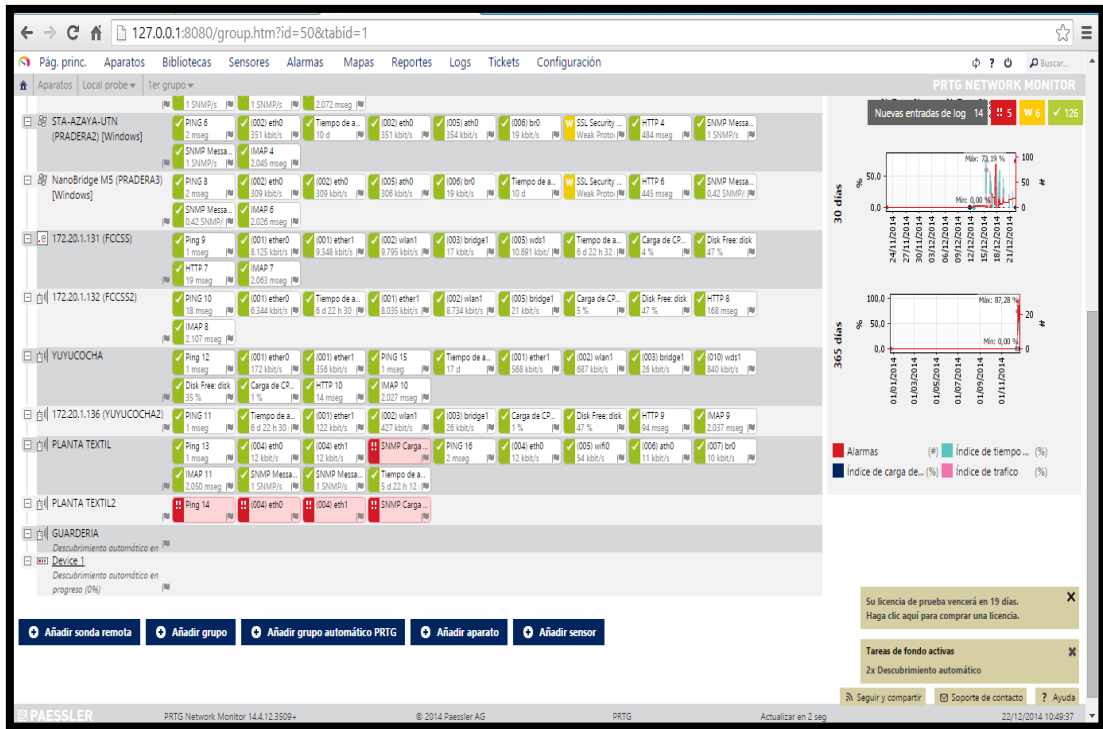 127.0.0.1:8080/group.htm?id=50&tabid=1
Pág. princ. Aparatos Bibliotecas Sensores Alarmas Mapas Reportes Logs Tickets Configuración ? Buscar...
Aparatos Local probe 1er grupo PRTG NETWORK MONITOR
1 SNMP/s 1 SNMP/s 2.072 mseg
Nuevas entradas de log 14 !! 5 W 6 126
STA-AZAYA-UTN
(PRADERA2) [Windows]
PING 6 (002) eth0 Tiempo de a... (002) eth0 (005) ath0 (006) br0 SSL Security ... HTTP 4 SNMP Messa...
2 mseg 351 kbit/s 10 d 351 kbit/s 354 kbit/s 19 kbit/s Weak Proto 484 mseg 1 SNMP/s
SNMP Messa... IMAP 4
1 SNMP/s 2.045 mseg
NanoBridge M5 (PRADERA3)
[Windows]
PING 8 (002) eth0 (002) eth0 (005) ath0 (006) br0 Tiempo de a... SSL Security ... HTTP 6 SNMP Messa...
2 mseg 309 kbit/s 309 kbit/s 306 kbit/s 19 kbit/s 10 d Weak Proto 445 mseg 0,42 SNMP/
SNMP Messa... IMAP 6
0,42 SNMP/ 2.026 mseg
172.20.1.131 (FCCSS)
Ping 9 (001) ether0 (001) ether1 (002) wlan1 (003) bridge1 (005) wds1 Tiempo de a... Carga de CP... Disk Free: disk
1 mseg 8.125 kbit/s 9.348 kbit/s 9.795 kbit/s 17 kbit/s 10.691 kbit/ 6 d 22 h 32 4 % 47 %
HTTP 7 IMAP 7
19 mseg 2.063 mseg
172.20.1.132 (FCCSS2)
PING 10 (001) ether0 Tiempo de a... (001) ether1 (002) wlan1 (005) bridge1 Carga de CP... Disk Free: disk HTTP 8
18 mseg 6.344 kbit/s 6 d 22 h 30 8.035 kbit/s 8.734 kbit/s 21 kbit/s 5 % 47 % 168 mseg
IMAP 8
2.107 mseg
YUYUCOCHA
Ping 12 (001) ether0 (001) ether1 PING 15 Tiempo de a... (001) ether1 (002) wlan1 (003) bridge1 (010) wds1
1 mseg 172 kbit/s 356 kbit/s 1 mseg 17 d 568 kbit/s 687 kbit/s 26 kbit/s 840 kbit/s
Disk Free: disk Carga de CP... HTTP 10 IMAP 10
35 % 1 % 14 mseg 2.027 mseg
172.20.1.136 (YUYUCOCHA2)
PING 11 Tiempo de a... (001) ether1 (002) wlan1 (003) bridge1 Carga de CP... Disk Free: disk HTTP 9 IMAP 9
1 mseg 6 d 22 h 30 122 kbit/s 427 kbit/s 26 kbit/s 1 % 47 % 94 mseg 2.037 mseg
PLANTA TEXTIL
Ping 13 (004) eth0 (004) eth1 SNMP Carga ... PING 16 (004) eth0 (005) wifi0 (006) ath0 (007) br0
1 mseg 12 kbit/s 12 kbit/s 2 mseg 12 kbit/s 54 kbit/s 11 kbit/s 10 kbit/s
IMAP 11 SNMP Messa... SNMP Messa... Tiempo de a...
2.050 mseg 1 SNMP/s 1 SNMP/s 5 d 22 h 12
PLANTA TEXTIL2
Ping 14 (004) eth0 (004) eth1 SNMP Carga ...
GUARDERIA
Descubrimiento automático en
Device 1
Descubrimiento automático en
progreso (0%)
Añadir sonda remota Añadir grupo Añadir grupo automático PRTG Añadir aparato Añadir sensor
30 días
%
50,0
0,0
Máx: 73,19 %
Mín: 0,00 %
100
50
0
#
24/11/2014
27/11/2014
30/11/2014
03/12/2014
06/12/2014
09/12/2014
12/12/2014
15/12/2014
18/12/2014
21/12/2014
365 días
%
100,0
50,0
0,0
Máx: 87,28 %
Mín: 0,00 %
20
0
#
01/01/2014
01/03/2014
01/05/2014
01/07/2014
01/09/2014
01/11/2014
Alarmas (#) Índice de tiempo ... (%)
Índice de carga de... (%) Índice de trafico (%)
Su licencia de prueba vencerá en 19 días.
Haga clic aquí para comprar una licencia.
Tareas de fondo activas
2x Descubrimiento automático
Seguir y compartir Soporte de contacto ? Ayuda
PAESSLER PRTG Network Monitor 14.4.12.3509+ © 2014 Paessler AG PRTG Actualizar en 2 seg 22/12/2014 10:49:37